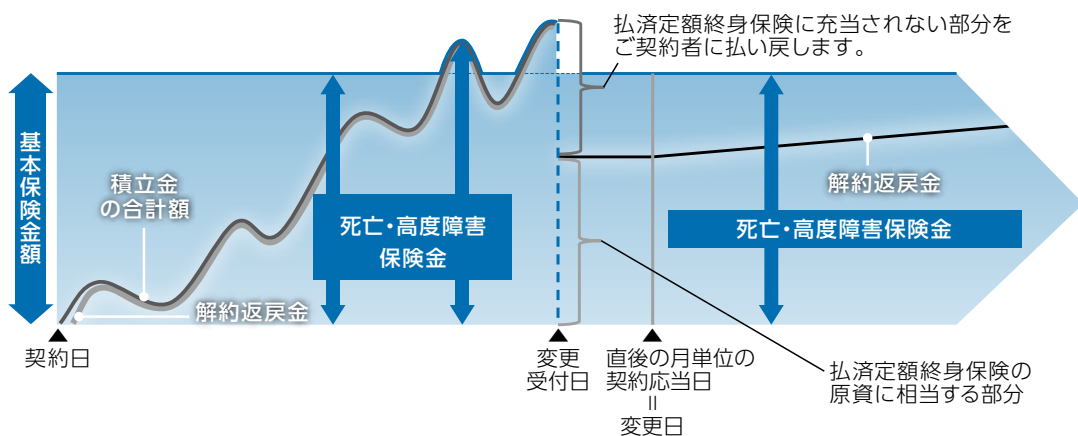 払済定額終身保険に充当されない部分を
ご契約者に払い戻します。
基本保険金額
積立金
の合計額
死亡・高度障害
保険金
解約返戻金
死亡・高度障害保険金
解約返戻金
契約日
変更
受付日
直後の月単位の
契約応当日
॥
変更日
払済定額終身保険の
原資に相当する部分